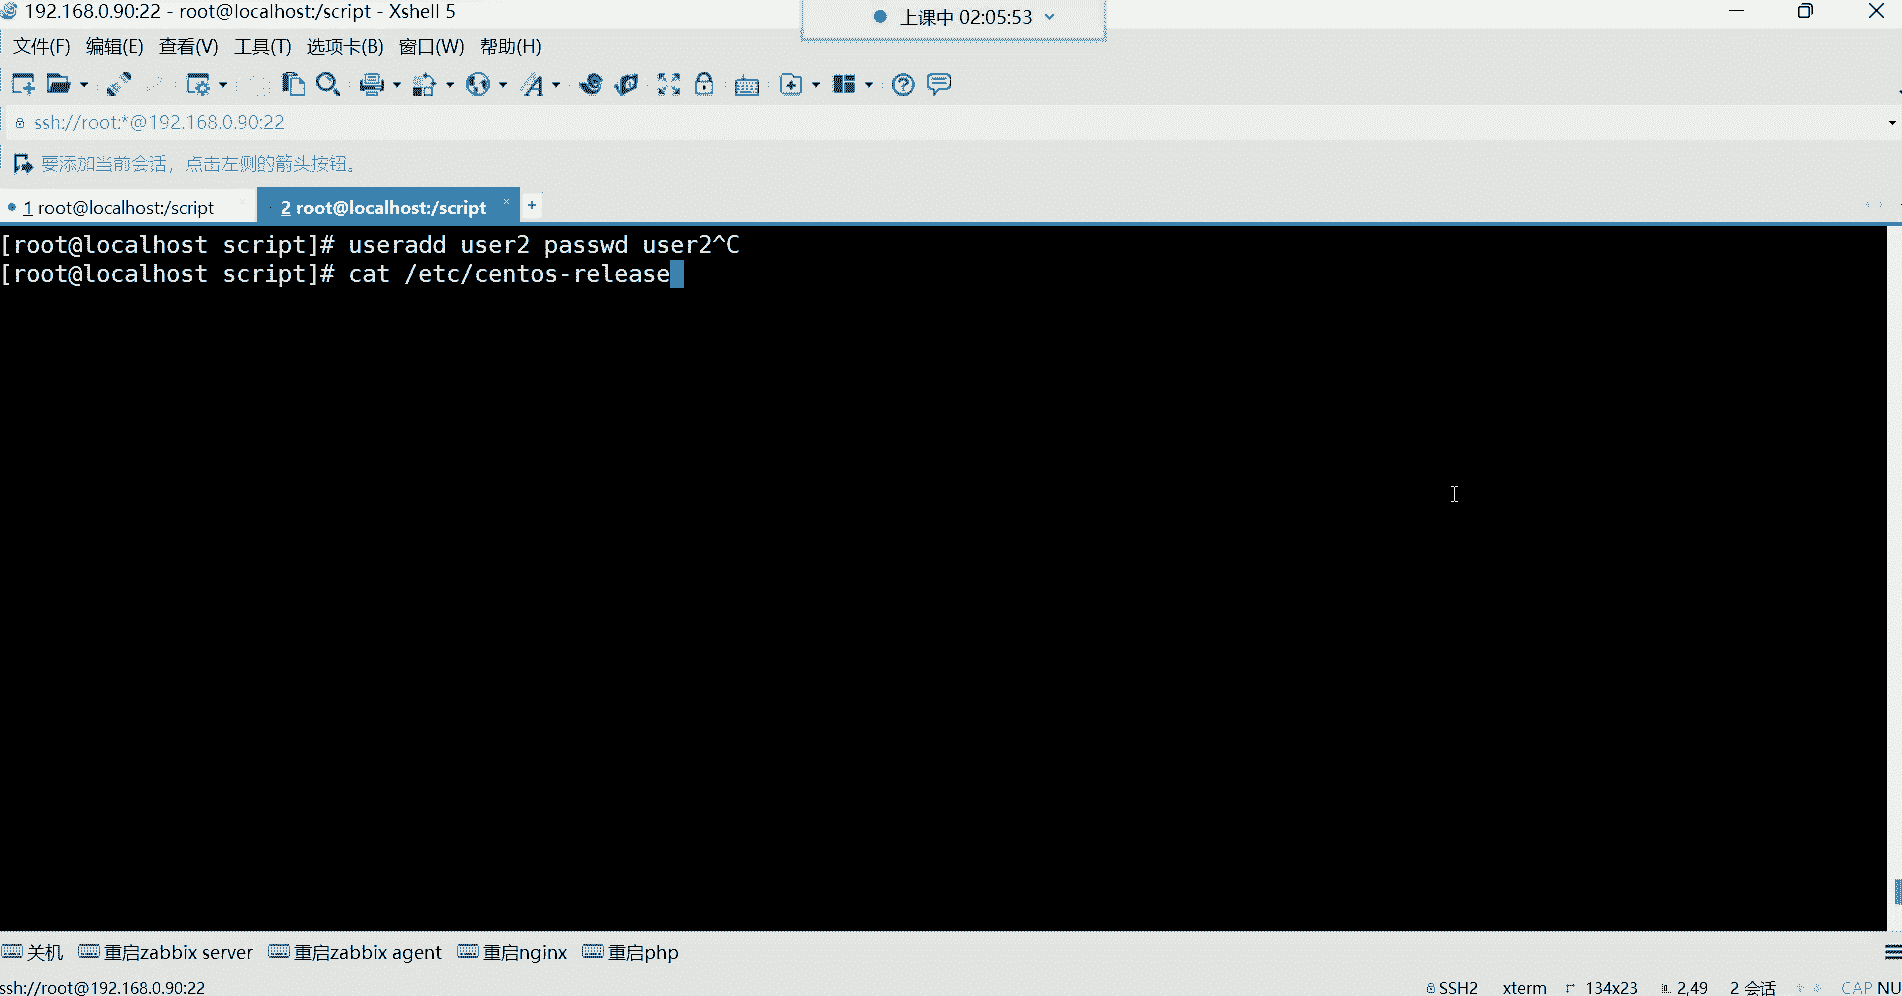 192.168.0.90:22 - root@localhost:/script - Xshell 5
上课中 02:05:53
文件(F) 编辑(E) 查看(V) 工具(T) 选项卡(B) 窗口(W) 帮助(H)
ssh://root:*@192.168.0.90:22
要添加当前会话，点击左侧的箭头按钮。
1 root@localhost:/script 2 root@localhost:/script
[root@localhost script]# useradd user2 passwd user2^C
[root@localhost script]# cat /etc/centos-release
关机 重启zabbix server 重启zabbix agent 重启nginx 重启php
ssh://root@192.168.0.90:22 SSH2 xterm 134x23 2,49 2 会话 CAP NU